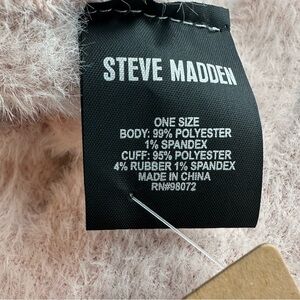 STEVE MADDEN
ONE SIZE
BODY: 99% POLYESTER
1% SPANDEX
CUFF: 95% POLYESTER
4% RUBBER 1% SPANDEX
MADE IN CHINA
RN#98072